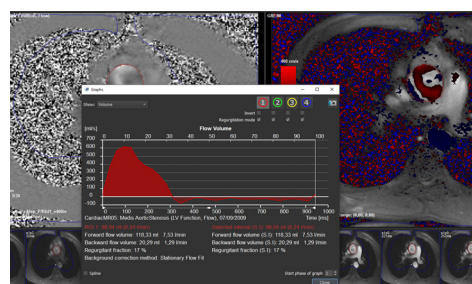 400 cm/s
Graphs
Show: Volume
1 2 3 4
Invert
Regurgitation mode
[ml/s] Flow Volume
0 10 20 30 40 50 60 70 80 90 100
700
600
500
400
300
200
100
0
-100
0 100 200 300 400 500 600 700 800 900 1000
CardiacMR05: Medis AorticStenosis (LV Function, Flow), 07/09/2009 Time [ms]
Forward flow volume: 118,33 ml 7,53 l/min
Backward flow volume: 20,29 ml 1,29 l/min
Regurgitant fraction: 17 %
Background correction method: Stationary Flow Fit
Forward flow volume (S.I): 118,33 ml 7,53 l/min
Backward flow volume (S.I): 20,29 ml 1,29 l/min
Regurgitant fraction (S.I): 17 %
Spline
Start phase of graph
Close